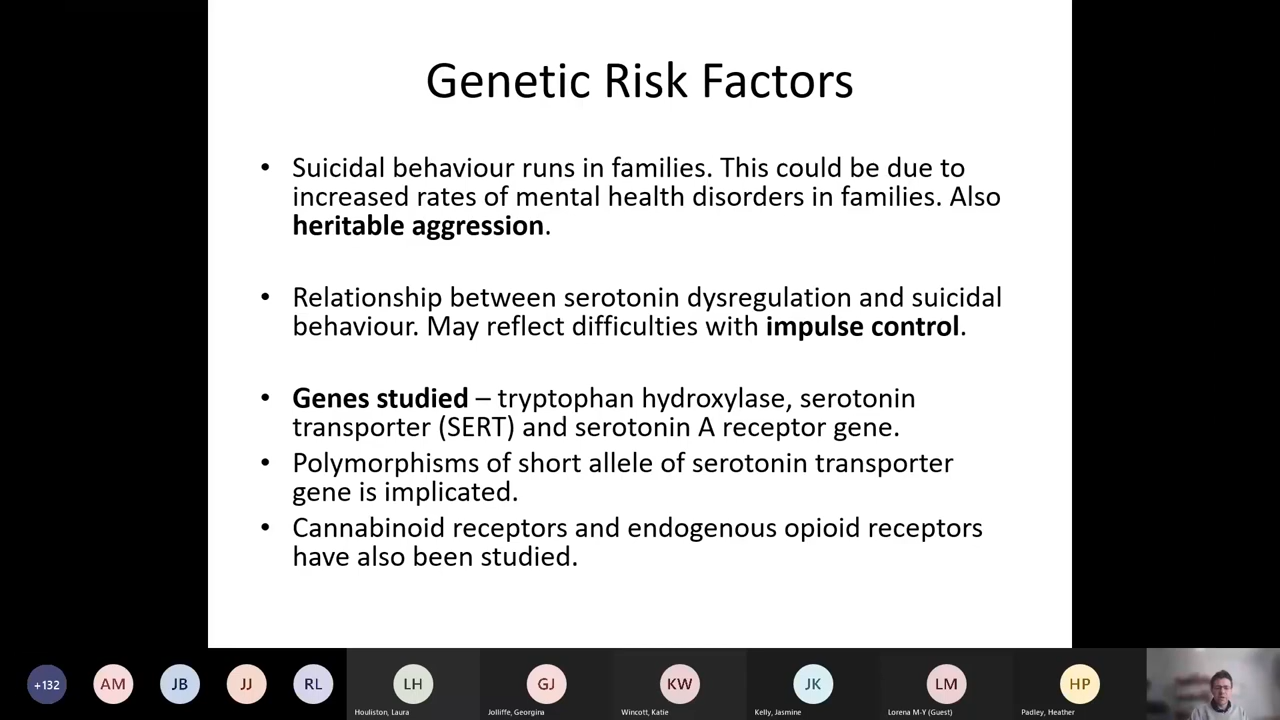 Genetic Risk Factors
• Suicidal behaviour runs in families. This could be due to
increased rates of mental health disorders in families. Also
heritable aggression.
• Relationship between serotonin dysregulation and suicidal
behaviour. May reflect difficulties with impulse control.
• Genes studied – tryptophan hydroxylase, serotonin
transporter (SERT) and serotonin A receptor gene.
• Polymorphisms of short allele of serotonin transporter
gene is implicated.
• Cannabinoid receptors and endogenous opioid receptors
have also been studied.
+132 AM JB JJ RL LH GJ KW JK LM HP
Houliston, Laura Jolliffe, Georgina Wincott, Katie Kelly, Jasmine Lorena M-Y (Guest) Padley, Heather